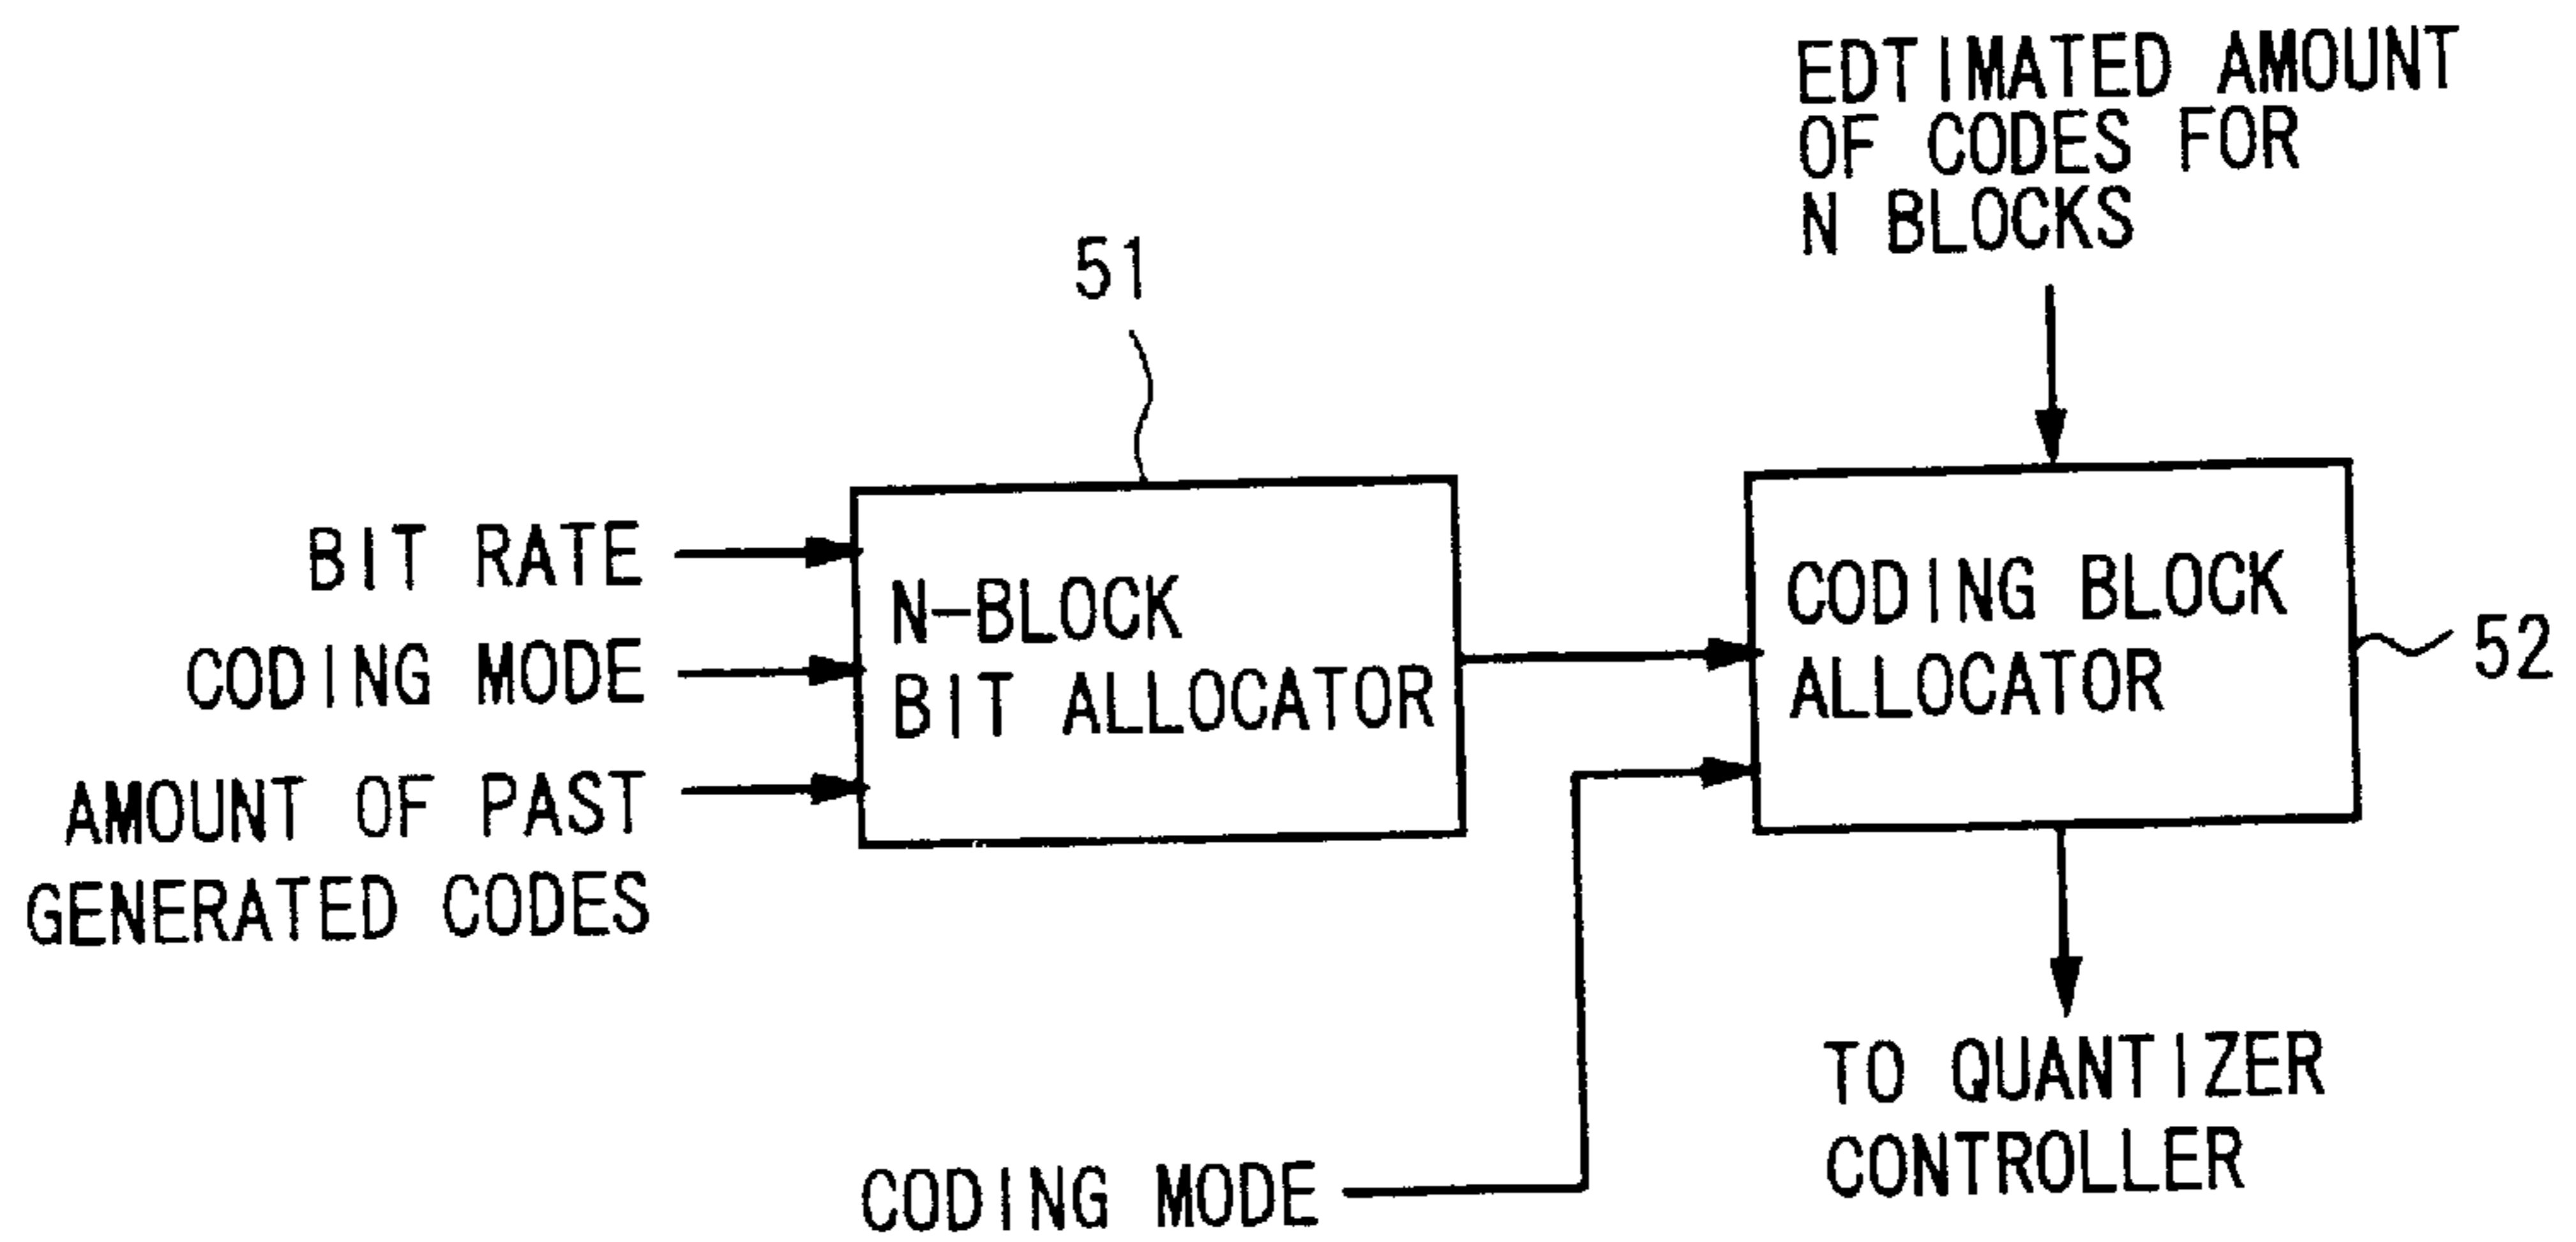 EDTIMATED AMOUNT
OF CODES FOR
N BLOCKS
51
BIT RATE
CODING MODE
AMOUNT OF PAST
GENERATED CODES
N-BLOCK
BIT ALLOCATOR
CODING BLOCK
ALLOCATOR
52
CODING MODE
TO QUANTIZER
CONTROLLER